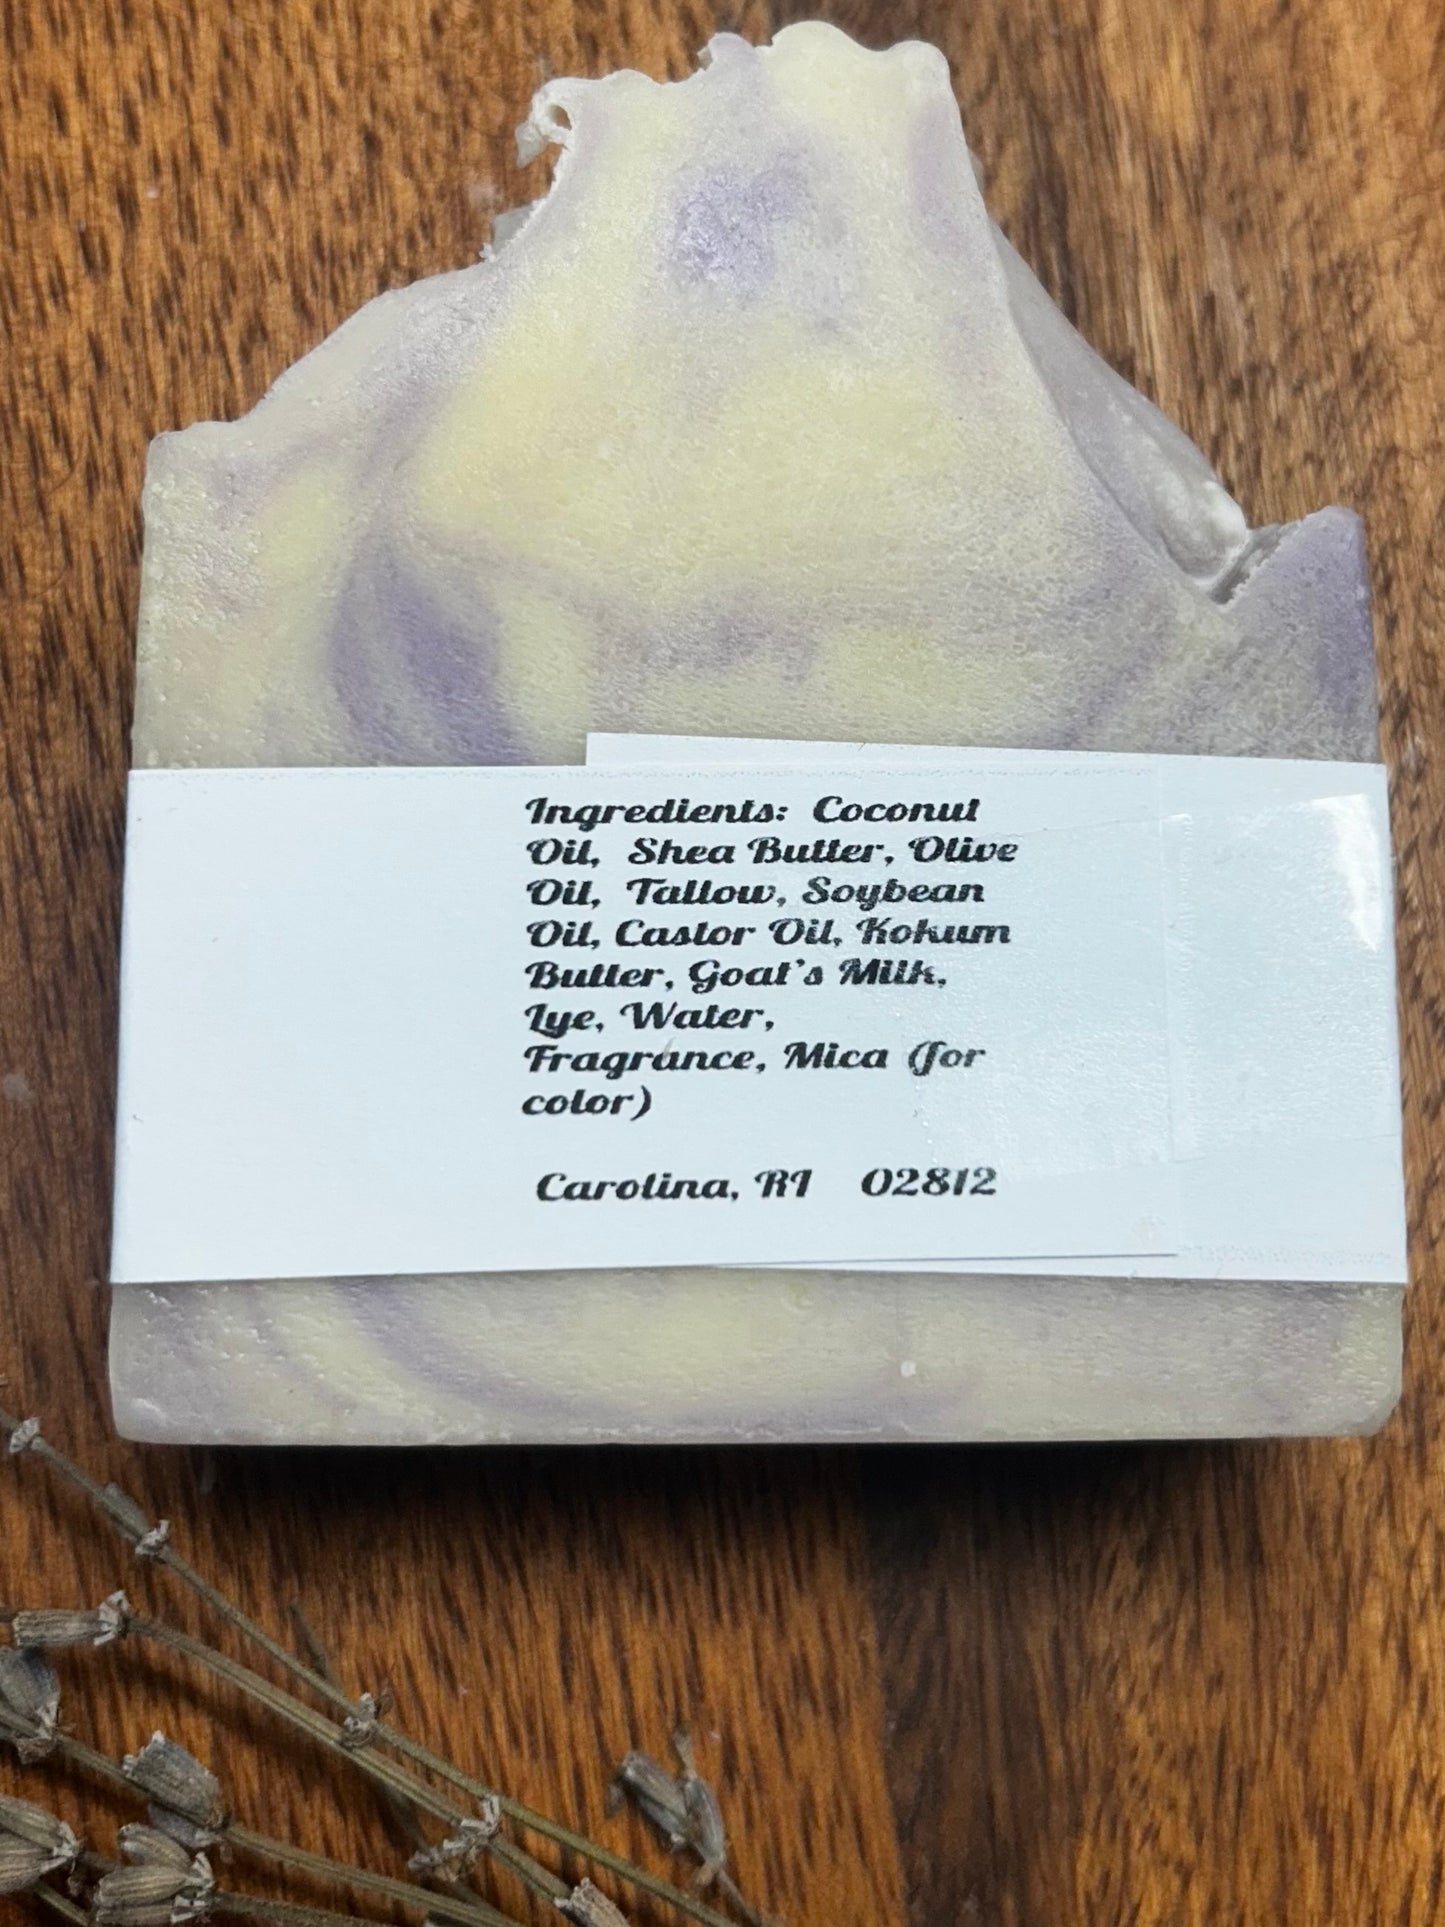 Ingredients: Coconut
Oil, Shea Butter, Olive
Oil, Tallow, Soybean
Oil, Castor Oil, Kokum
Butter, Goat's Milk,
Lye, Water,
Fragrance, Mica (for
color)
Carolina, RI 02812